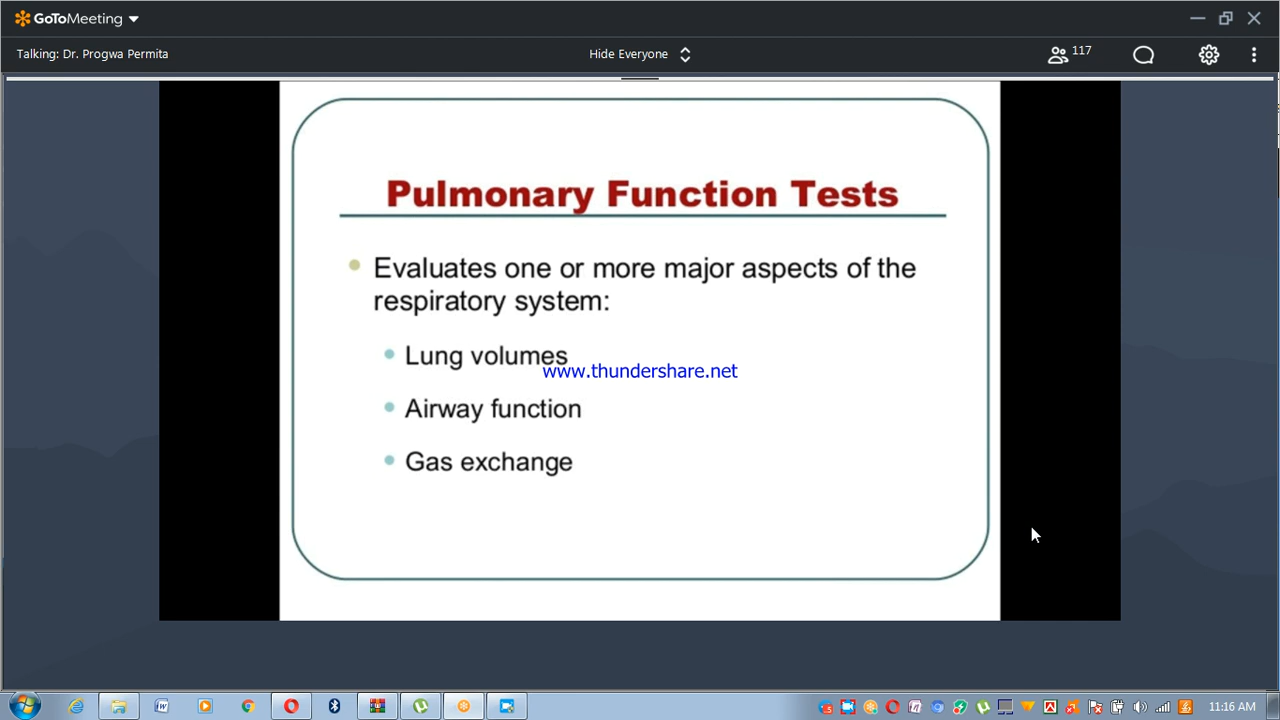 GoToMeeting
Talking: Dr. Progwa Permita
Hide Everyone
117
Pulmonary Function Tests
Evaluates one or more major aspects of the
respiratory system:
Lung volumes
www.thundershare.net
Airway function
Gas exchange
11:16 AM